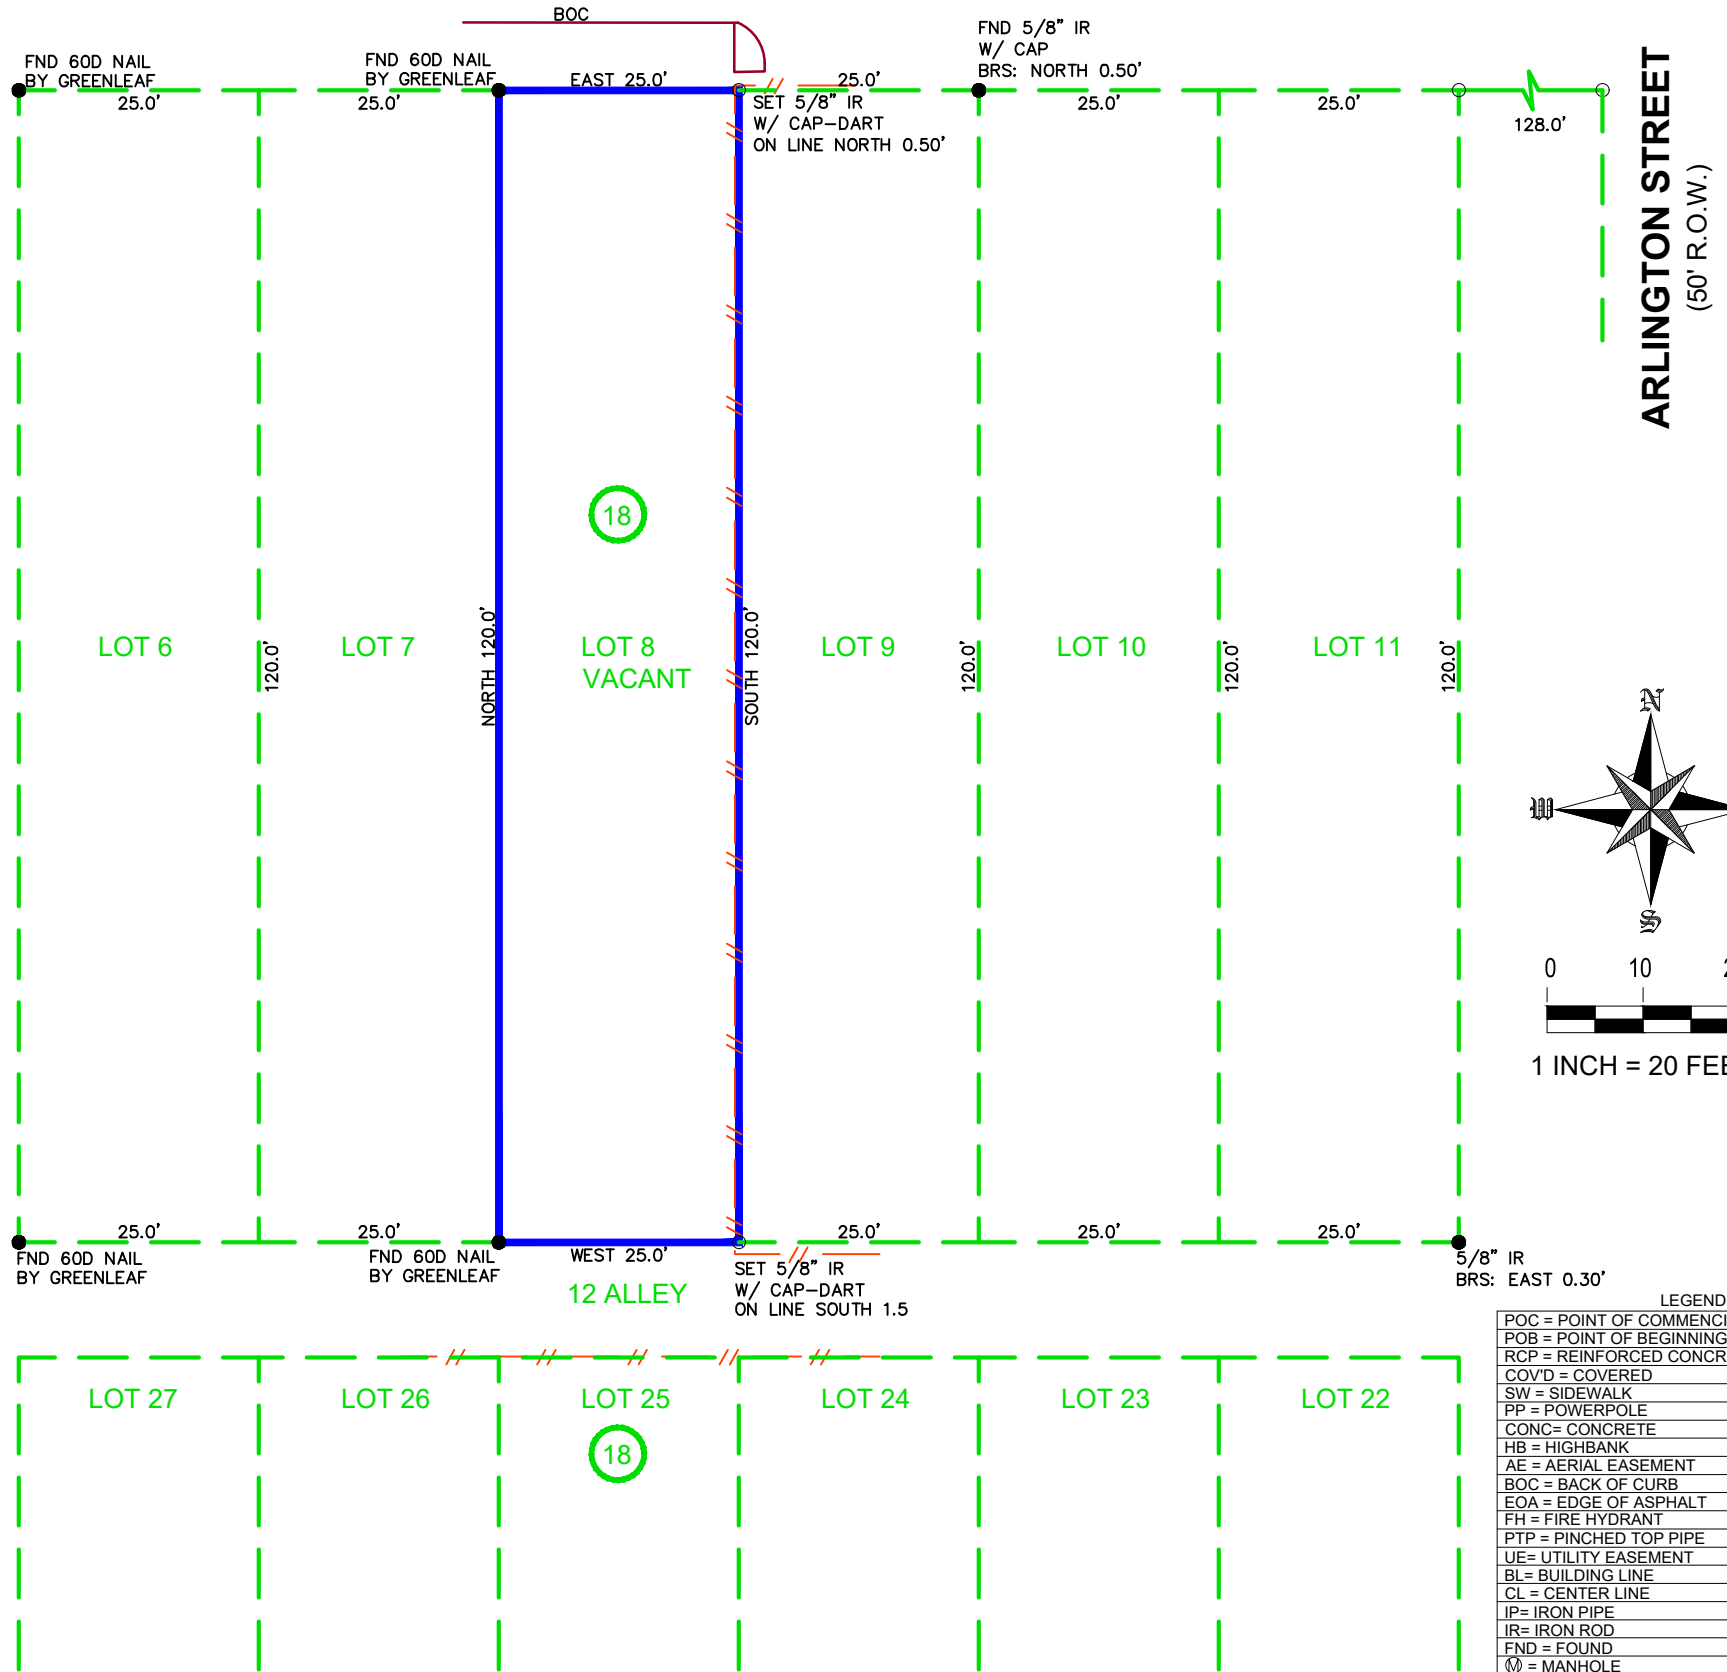 BOC
FND 5/8" IR
W/ CAP
BRS: NORTH 0.50'
FND 60D NAIL
BY GREENLEAF
FND 60D NAIL
BY GREENLEAF
EAST 25.0'
25.0'
25.0'
25.0'
25.0'
25.0'
128.0'
SET 5/8" IR
W/ CAP-DART
ON LINE NORTH 0.50'
ARLINGTON STREET
(50' R.O.W.)
18
LOT 6
LOT 7
LOT 8
VACANT
LOT 9
LOT 10
LOT 11
120.0'
NORTH 120.0'
SOUTH 120.0'
120.0'
120.0'
120.0'
N
W
S
0 10
1 INCH = 20 FEE
25.0'
25.0'
WEST 25.0'
25.0'
25.0'
25.0'
FND 60D NAIL
BY GREENLEAF
FND 60D NAIL
BY GREENLEAF
SET 5/8" IR
W/ CAP-DART
ON LINE SOUTH 1.5
5/8" IR
BRS: EAST 0.30'
12 ALLEY
LOT 27
LOT 26
LOT 25
LOT 24
LOT 23
LOT 22
18
LEGEND
POC = POINT OF COMMENCI
POB = POINT OF BEGINNING
RCP = REINFORCED CONCR
COV'D = COVERED
SW = SIDEWALK
PP = POWERPOLE
CONC= CONCRETE
HB = HIGHBANK
AE = AERIAL EASEMENT
BOC = BACK OF CURB
EOA = EDGE OF ASPHALT
FH = FIRE HYDRANT
PTP = PINCHED TOP PIPE
UE= UTILITY EASEMENT
BL= BUILDING LINE
CL = CENTER LINE
IP= IRON PIPE
IR= IRON ROD
FND = FOUND
Ⓜ = MANHOLE